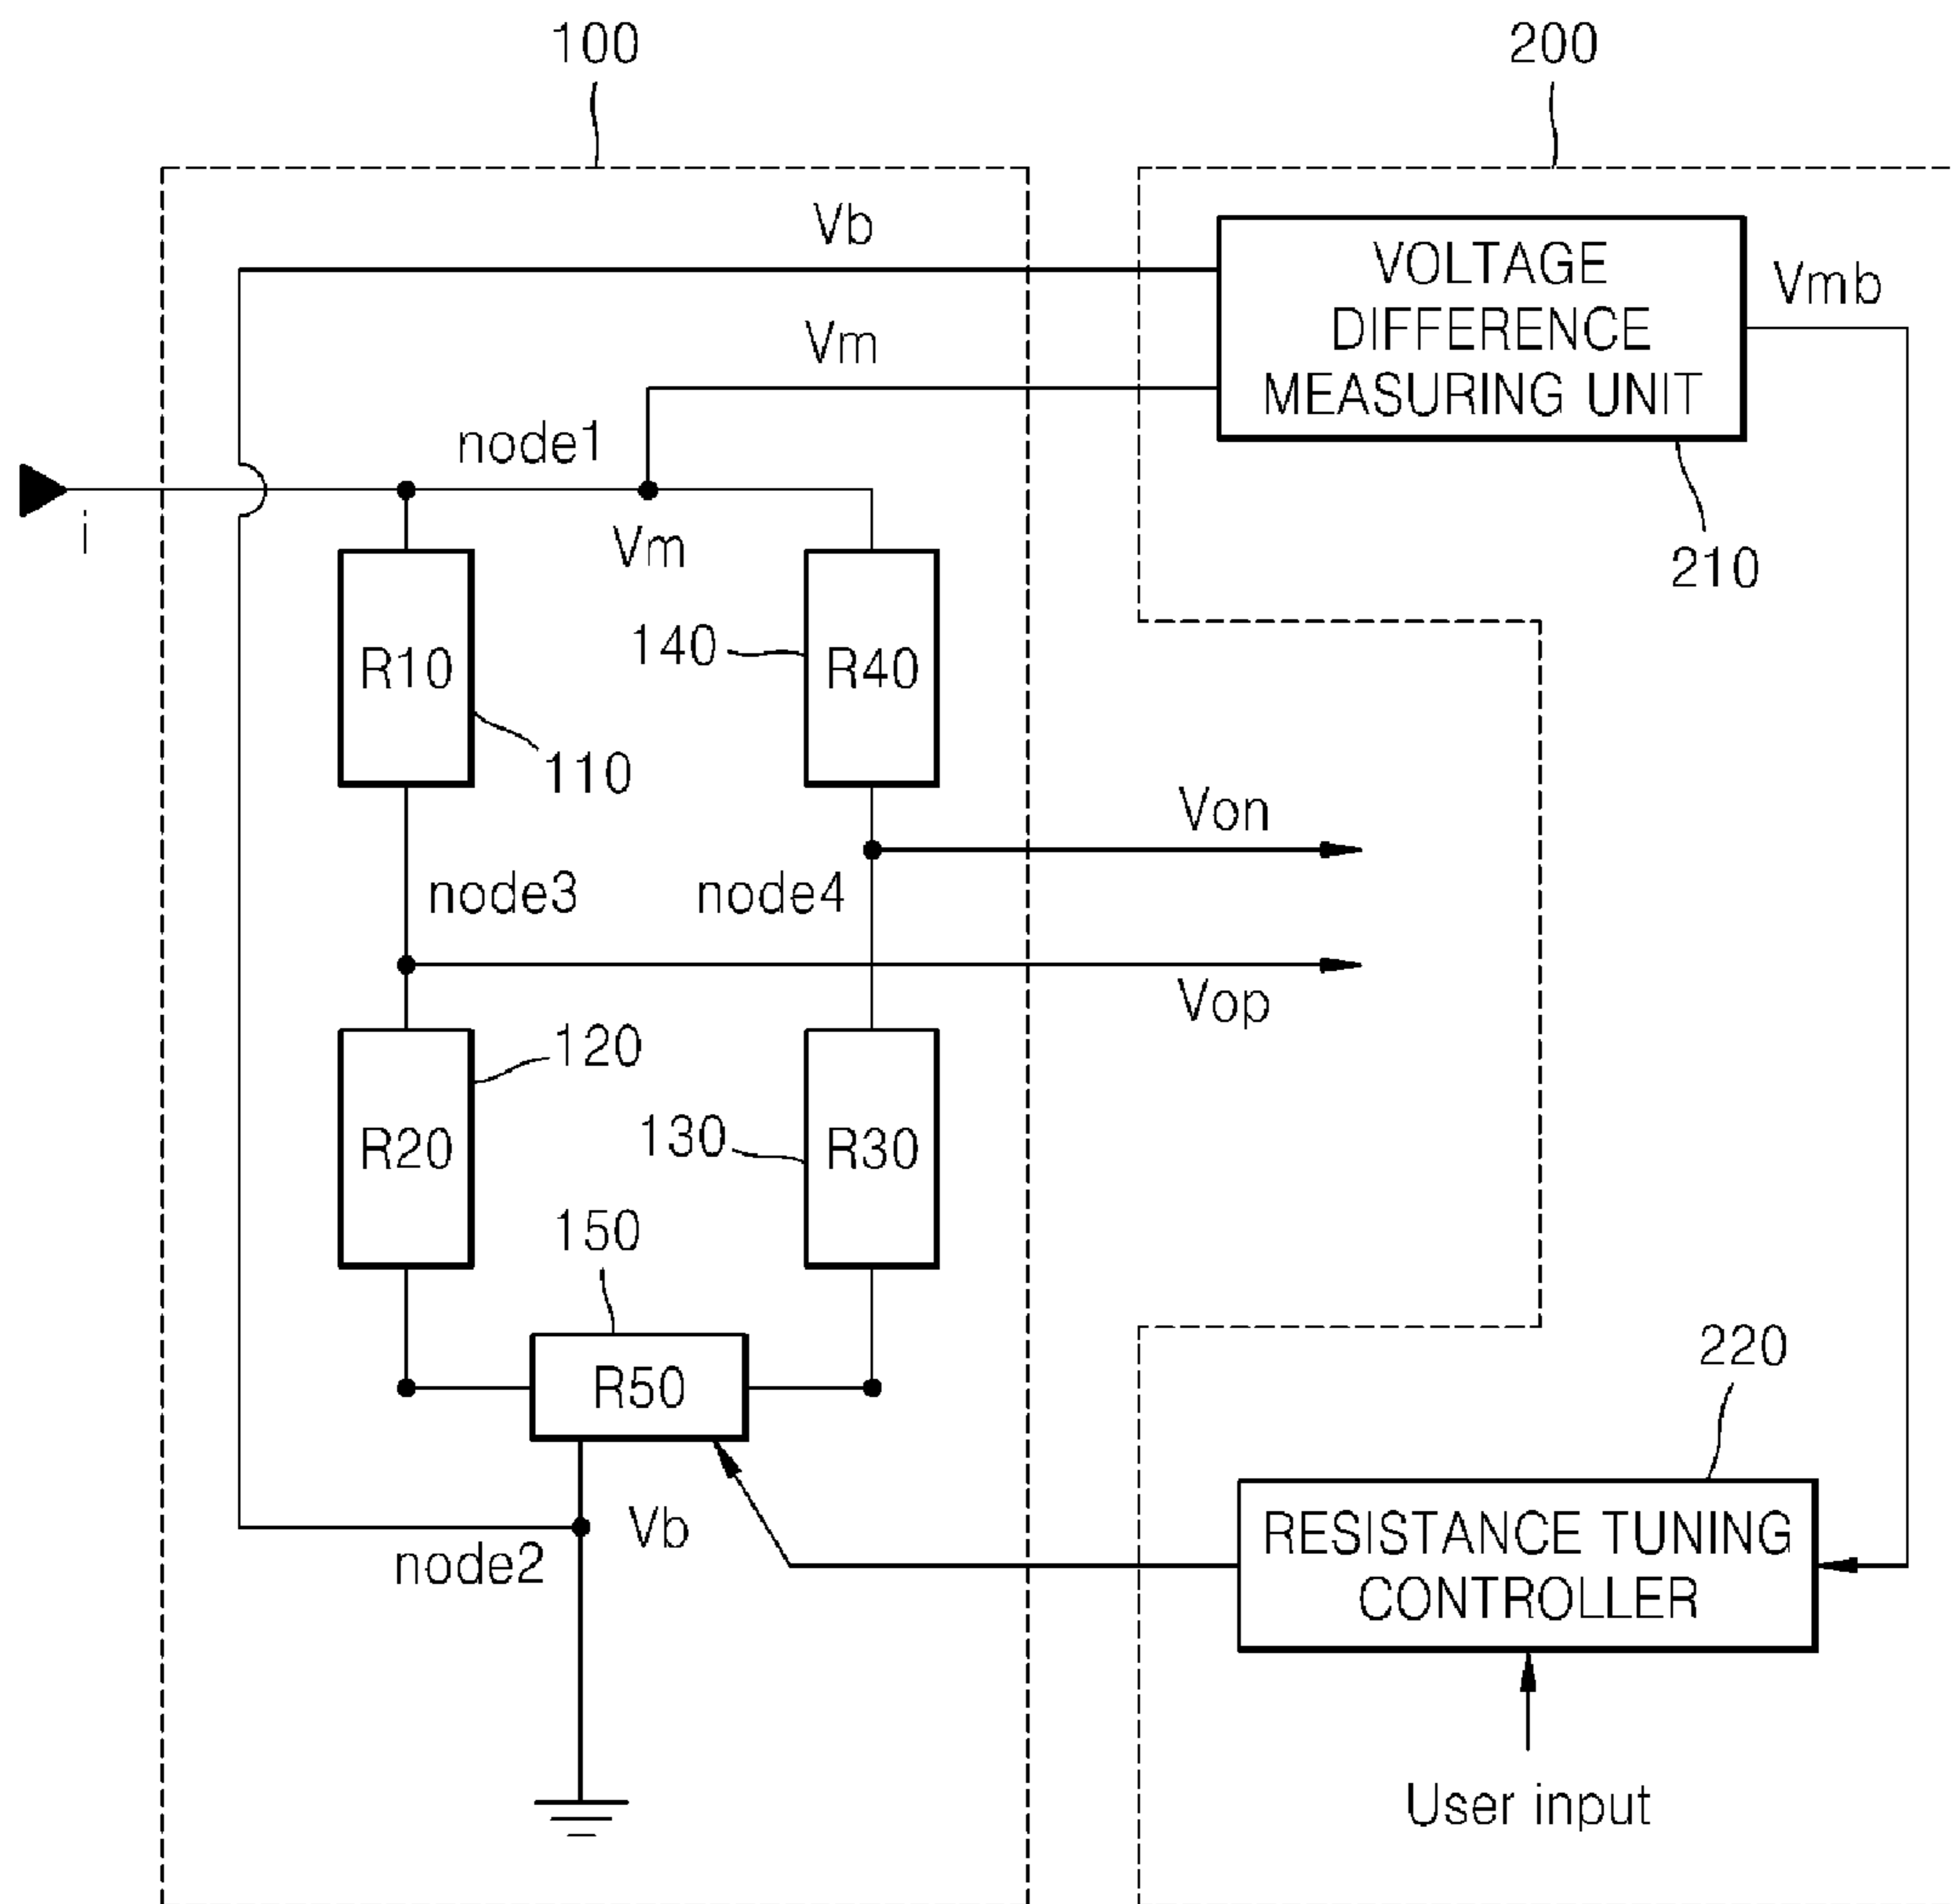 100
200
Vb
VOLTAGE
DIFFERENCE
MEASURING UNIT
Vmb
Vm
node1
i
Vm
210
R10
140
R40
110
Von
node3
node4
Vop
120
R20
130
R30
150
R50
220
Vb
node2
RESISTANCE TUNING
CONTROLLER
User input